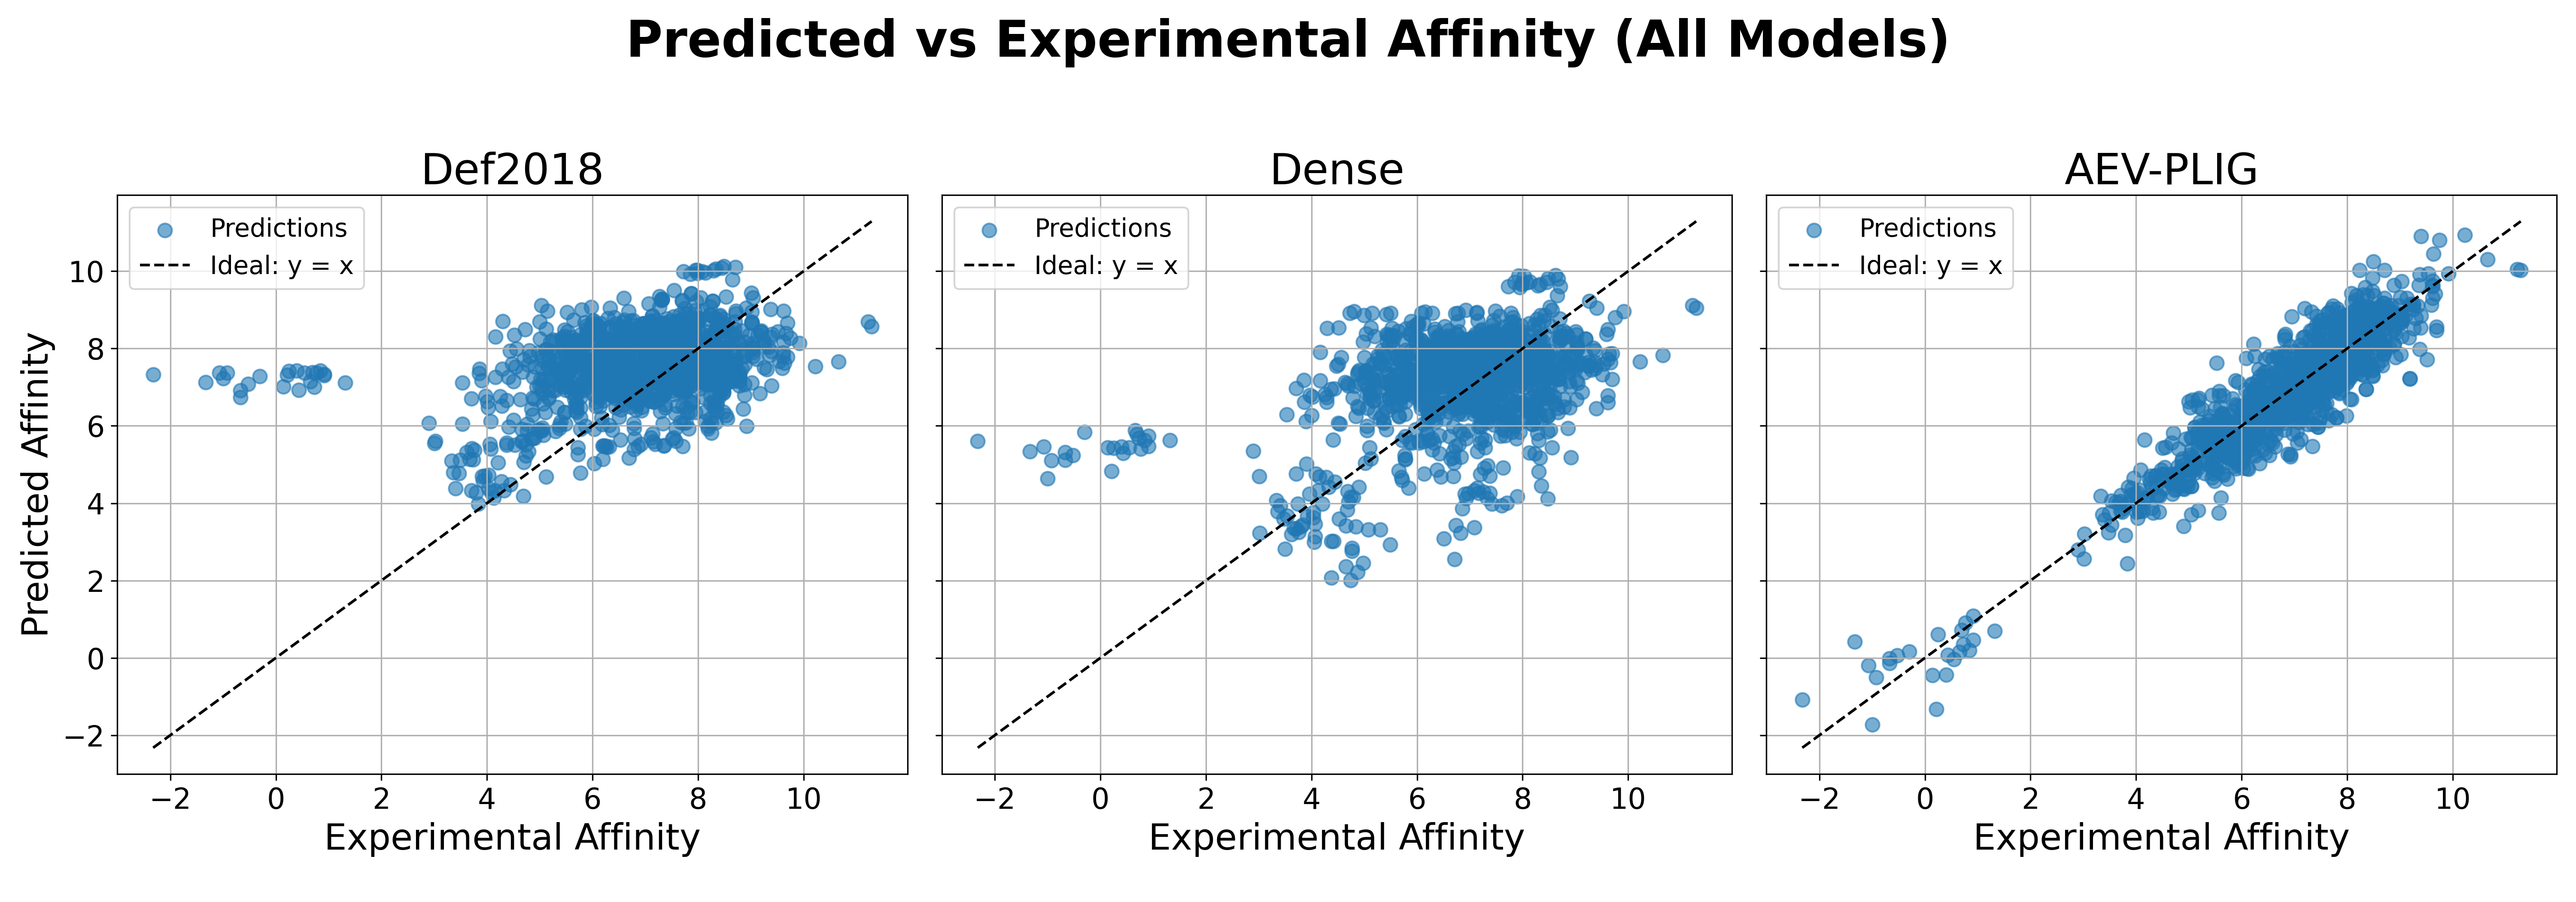 Predicted vs Experimental Affinity (All Models)
Def2018
Dense
AEV-PLIG
Predictions
Ideal: y = x
Predictions
Ideal: y = x
Predictions
Ideal: y = x
Predicted Affinity
10
8
6
4
2
0
−2
−2 0 2 4 6 8 10
−2 0 2 4 6 8 10
−2 0 2 4 6 8 10
Experimental Affinity
Experimental Affinity
Experimental Affinity